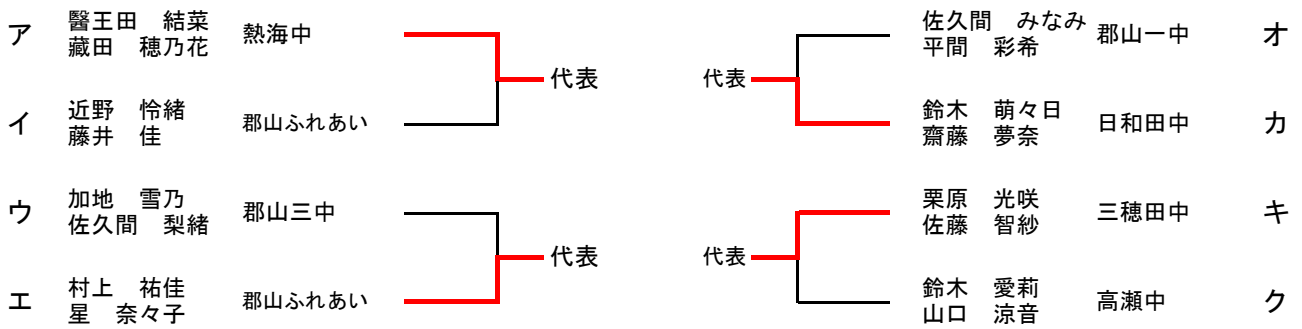 ア 醫王田　結菜 熱海中
藏田　穂乃花
代表
イ 近野　怜緒 郡山ふれあい
藤井　佳
ウ 加地　雪乃 郡山三中
佐久間　梨緒
代表
エ 村上　祐佳 郡山ふれあい
星　奈々子
佐久間　みなみ 郡山一中 オ
平間　彩希
代表
鈴木　萌々日 日和田中 カ
齋藤　夢奈
栗原　光咲 三穂田中 キ
佐藤　智紗
代表
鈴木　愛莉 高瀬中 ク
山口　涼音